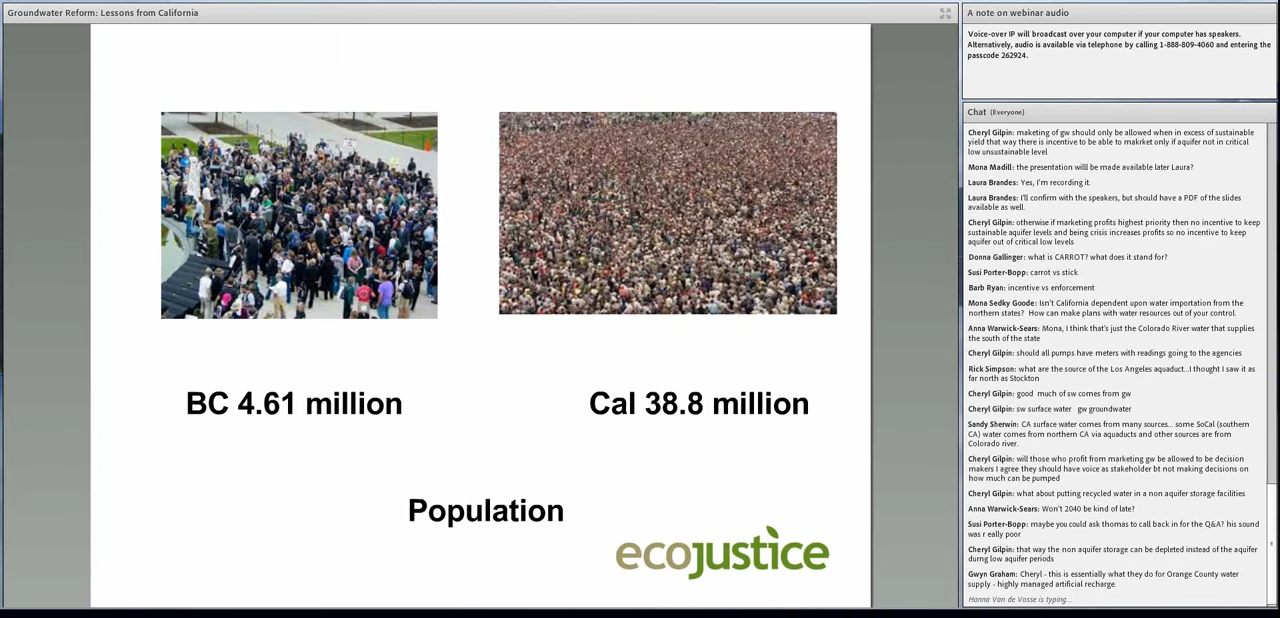 Groundwater Reform: Lessons from California
BC 4.61 million
Cal 38.8 million
Population
ecojustice
A note on webinar audio
Voice-over IP will broadcast over your computer if your computer has speakers.
Alternatively, audio is available via telephone by calling 1-888-809-4060 and entering the
passcode 262924.
Chat (Everyone)
Cheryl Gilpin: maketing of gw should only be allowed when in excess of sustainable
yield that way there is incentive to be able to makrket only if aquifer not in critical
low unsustainable level
Mona Madill: the presentation willl be made available later Laura?
Laura Brandes: Yes, I'm recording it.
Laura Brandes: I'll confirm with the speakers, but should have a PDF of the slides
available as well.
Cheryl Gilpin: otherwise if marketing profits highest priority then no incentive to keep
sustainable aquifer levels and being crisis increases profits so no incentive to keep
aquifer out of critical low levels
Donna Gallinger: what is CARROT? what does it stand for?
Susi Porter-Bopp: carrot vs stick
Barb Ryan: incentive vs enforcement
Mona Sedky Goode: Isn't California dependent upon water importation from the
northern states? How can make plans with water resources out of your control.
Anna Warwick-Sears: Mona, I think that's just the Colorado River water that supplies
the south of the state
Cheryl Gilpin: should all pumps have meters with readings going to the agencies
Rick Simpson: what are the source of the Los Angeles aquaduct...I thought I saw it as
far north as Stockton
Cheryl Gilpin: good much of sw comes from gw
Cheryl Gilpin: sw surface water gw groundwater
Sandy Sherwin: CA surface water comes from many sources... some SoCal (southern
CA) water comes from northern CA via aquaducts and other sources are from
Colorado river.
Cheryl Gilpin: will those who profit from marketing gw be allowed to be decision
makers I agree they should have voice as stakeholder bt not making decisions on
how much can be pumped
Cheryl Gilpin: what about putting recycled water in a non aquifer storage facilities
Anna Warwick-Sears: Won't 2040 be kind of late?
Susi Porter-Bopp: maybe you could ask thomas to call back in for the Q&A? his sound
was r eally poor
Cheryl Gilpin: that way the non aquifer storage can be depleted instead of the aquifer
durng low aquifer periods
Gwyn Graham: Cheryl - this is essentially what they do for Orange County water
supply - highly managed artificial recharge.
Hanna Van de Vosse is typing...